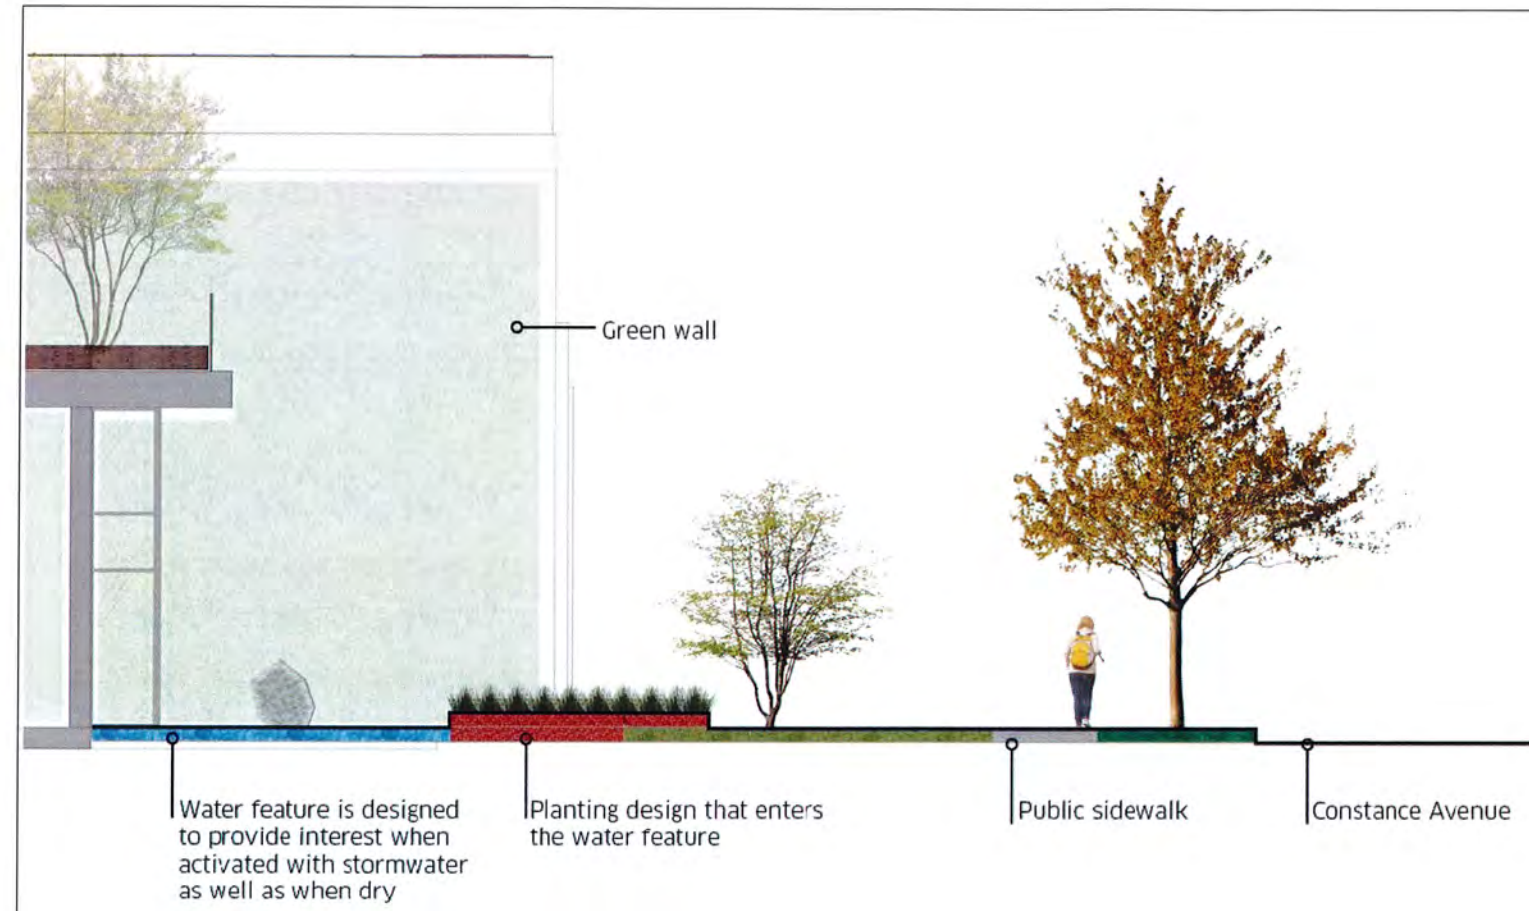 Green wall
Water feature is designed
to provide interest when
activated with stormwater
as well as when dry
Planting design that enters
the water feature
Public sidewalk
Constance Avenue